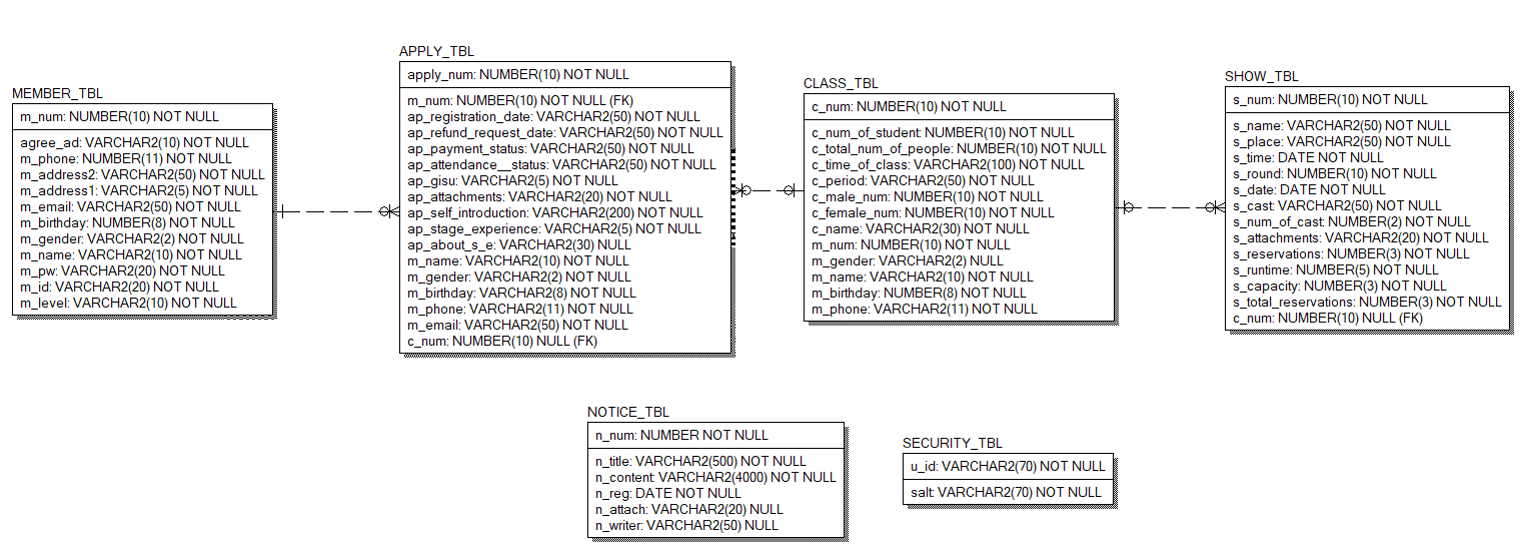 MEMBER_TBL
m_num: NUMBER(10) NOT NULL
agree_ad: VARCHAR2(10) NOT NULL
m_phone: NUMBER(11) NOT NULL
m_address2: VARCHAR2(50) NOT NULL
m_address1: VARCHAR2(5) NOT NULL
m_email: VARCHAR2(50) NOT NULL
m_birthday: NUMBER(8) NOT NULL
m_gender: VARCHAR2(2) NOT NULL
m_name: VARCHAR2(10) NOT NULL
m_pw: VARCHAR2(20) NOT NULL
m_id: VARCHAR2(20) NOT NULL
m_level: VARCHAR2(10) NOT NULL
APPLY_TBL
apply_num: NUMBER(10) NOT NULL
m_num: NUMBER(10) NOT NULL (FK)
ap_registration_date: VARCHAR2(50) NOT NULL
ap_refund_request_date: VARCHAR2(50) NOT NULL
ap_payment_status: VARCHAR2(50) NOT NULL
ap_attendance__status: VARCHAR2(50) NOT NULL
ap_gisu: VARCHAR2(5) NOT NULL
ap_attachments: VARCHAR2(20) NOT NULL
ap_self_introduction: VARCHAR2(200) NOT NULL
ap_stage_experience: VARCHAR2(5) NOT NULL
ap_about_s_e: VARCHAR2(30) NULL
m_name: VARCHAR2(10) NOT NULL
m_gender: VARCHAR2(2) NOT NULL
m_birthday: VARCHAR2(8) NOT NULL
m_phone: VARCHAR2(11) NOT NULL
m_email: VARCHAR2(50) NOT NULL
c_num: NUMBER(10) NULL (FK)
CLASS_TBL
c_num: NUMBER(10) NOT NULL
c_num_of_student: NUMBER(10) NOT NULL
c_total_num_of_people: NUMBER(10) NOT NULL
c_time_of_class: VARCHAR2(100) NOT NULL
c_period: VARCHAR2(50) NOT NULL
c_male_num: NUMBER(10) NOT NULL
c_female_num: NUMBER(10) NOT NULL
c_name: VARCHAR2(30) NOT NULL
m_num: NUMBER(10) NOT NULL
m_gender: VARCHAR2(2) NULL
m_name: VARCHAR2(10) NOT NULL
m_birthday: NUMBER(8) NOT NULL
m_phone: VARCHAR2(11) NOT NULL
SHOW_TBL
s_num: NUMBER(10) NOT NULL
s_name: VARCHAR2(50) NOT NULL
s_place: VARCHAR2(50) NOT NULL
s_time: DATE NOT NULL
s_round: NUMBER(10) NOT NULL
s_date: DATE NOT NULL
s_cast: VARCHAR2(50) NOT NULL
s_num_of_cast: NUMBER(2) NOT NULL
s_attachments: VARCHAR2(20) NOT NULL
s_reservations: NUMBER(3) NOT NULL
s_runtime: NUMBER(5) NOT NULL
s_capacity: NUMBER(3) NOT NULL
s_total_reservations: NUMBER(3) NOT NULL
c_num: NUMBER(10) NULL (FK)
NOTICE_TBL
n_num: NUMBER NOT NULL
n_title: VARCHAR2(500) NOT NULL
n_content: VARCHAR2(4000) NOT NULL
n_reg: DATE NOT NULL
n_attach: VARCHAR2(20) NULL
n_writer: VARCHAR2(50) NULL
SECURITY_TBL
u_id: VARCHAR2(70) NOT NULL
salt: VARCHAR2(70) NOT NULL